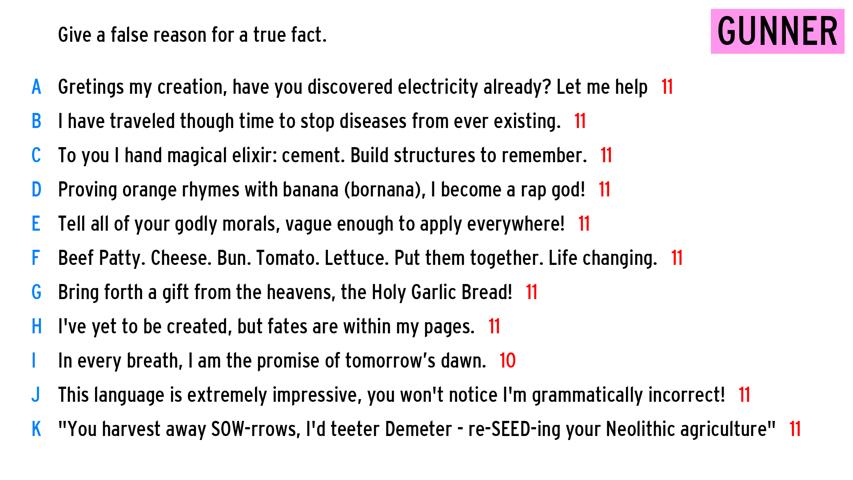 Give a false reason for a true fact.
GUNNER
A Gretings my creation, have you discovered electricity already? Let me help 11
B I have traveled though time to stop diseases from ever existing. 11
C To you I hand magical elixir: cement. Build structures to remember. 11
D Proving orange rhymes with banana (bornana), I become a rap god! 11
E Tell all of your godly morals, vague enough to apply everywhere! 11
F Beef Patty. Cheese. Bun. Tomato. Lettuce. Put them together. Life changing. 11
G Bring forth a gift from the heavens, the Holy Garlic Bread! 11
H I've yet to be created, but fates are within my pages. 11
I In every breath, I am the promise of tomorrow’s dawn. 10
J This language is extremely impressive, you won't notice I'm grammatically incorrect! 11
K "You harvest away SOW-rrows, I'd teeter Demeter - re-SEED-ing your Neolithic agriculture" 11